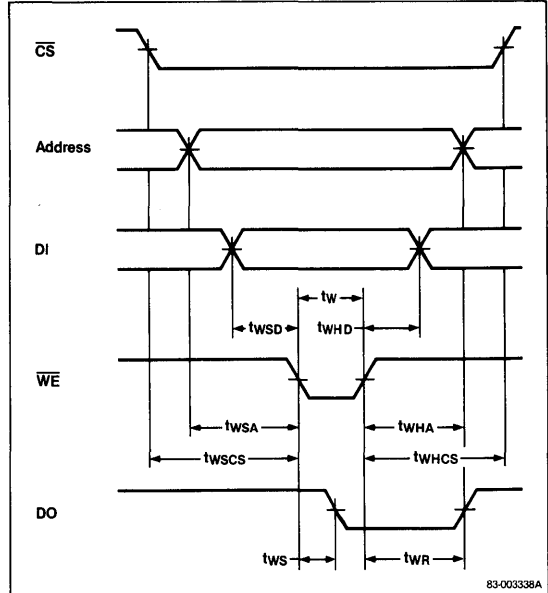 CS
Address
DI
tW
tWSD
tWHD
WE
tWSA
tWHA
tWSCS
tWHCS
DO
tWS
tWR
83-003338A